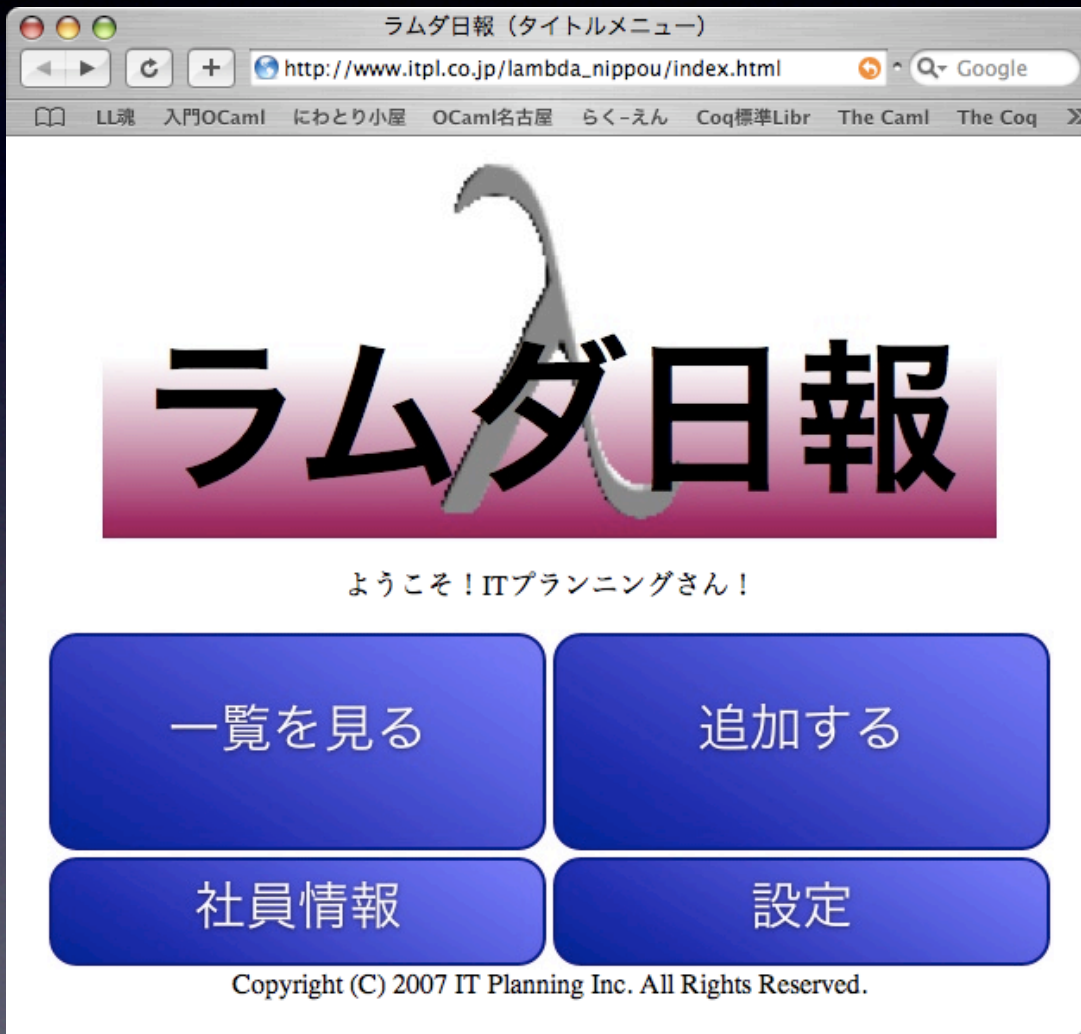 ラムダ日報（タイトルメニュー）
http://www.itpl.co.jp/lambda_nippou/index.html
Google
LL魂 入門OCaml にわとり小屋 OCaml名古屋 らく-えん Coq標準Libr The Caml The Coq
λ
ラムダ日報
ようこそ！ITプランニングさん！
一覧を見る 追加する
社員情報 設定
Copyright (C) 2007 IT Planning Inc. All Rights Reserved.